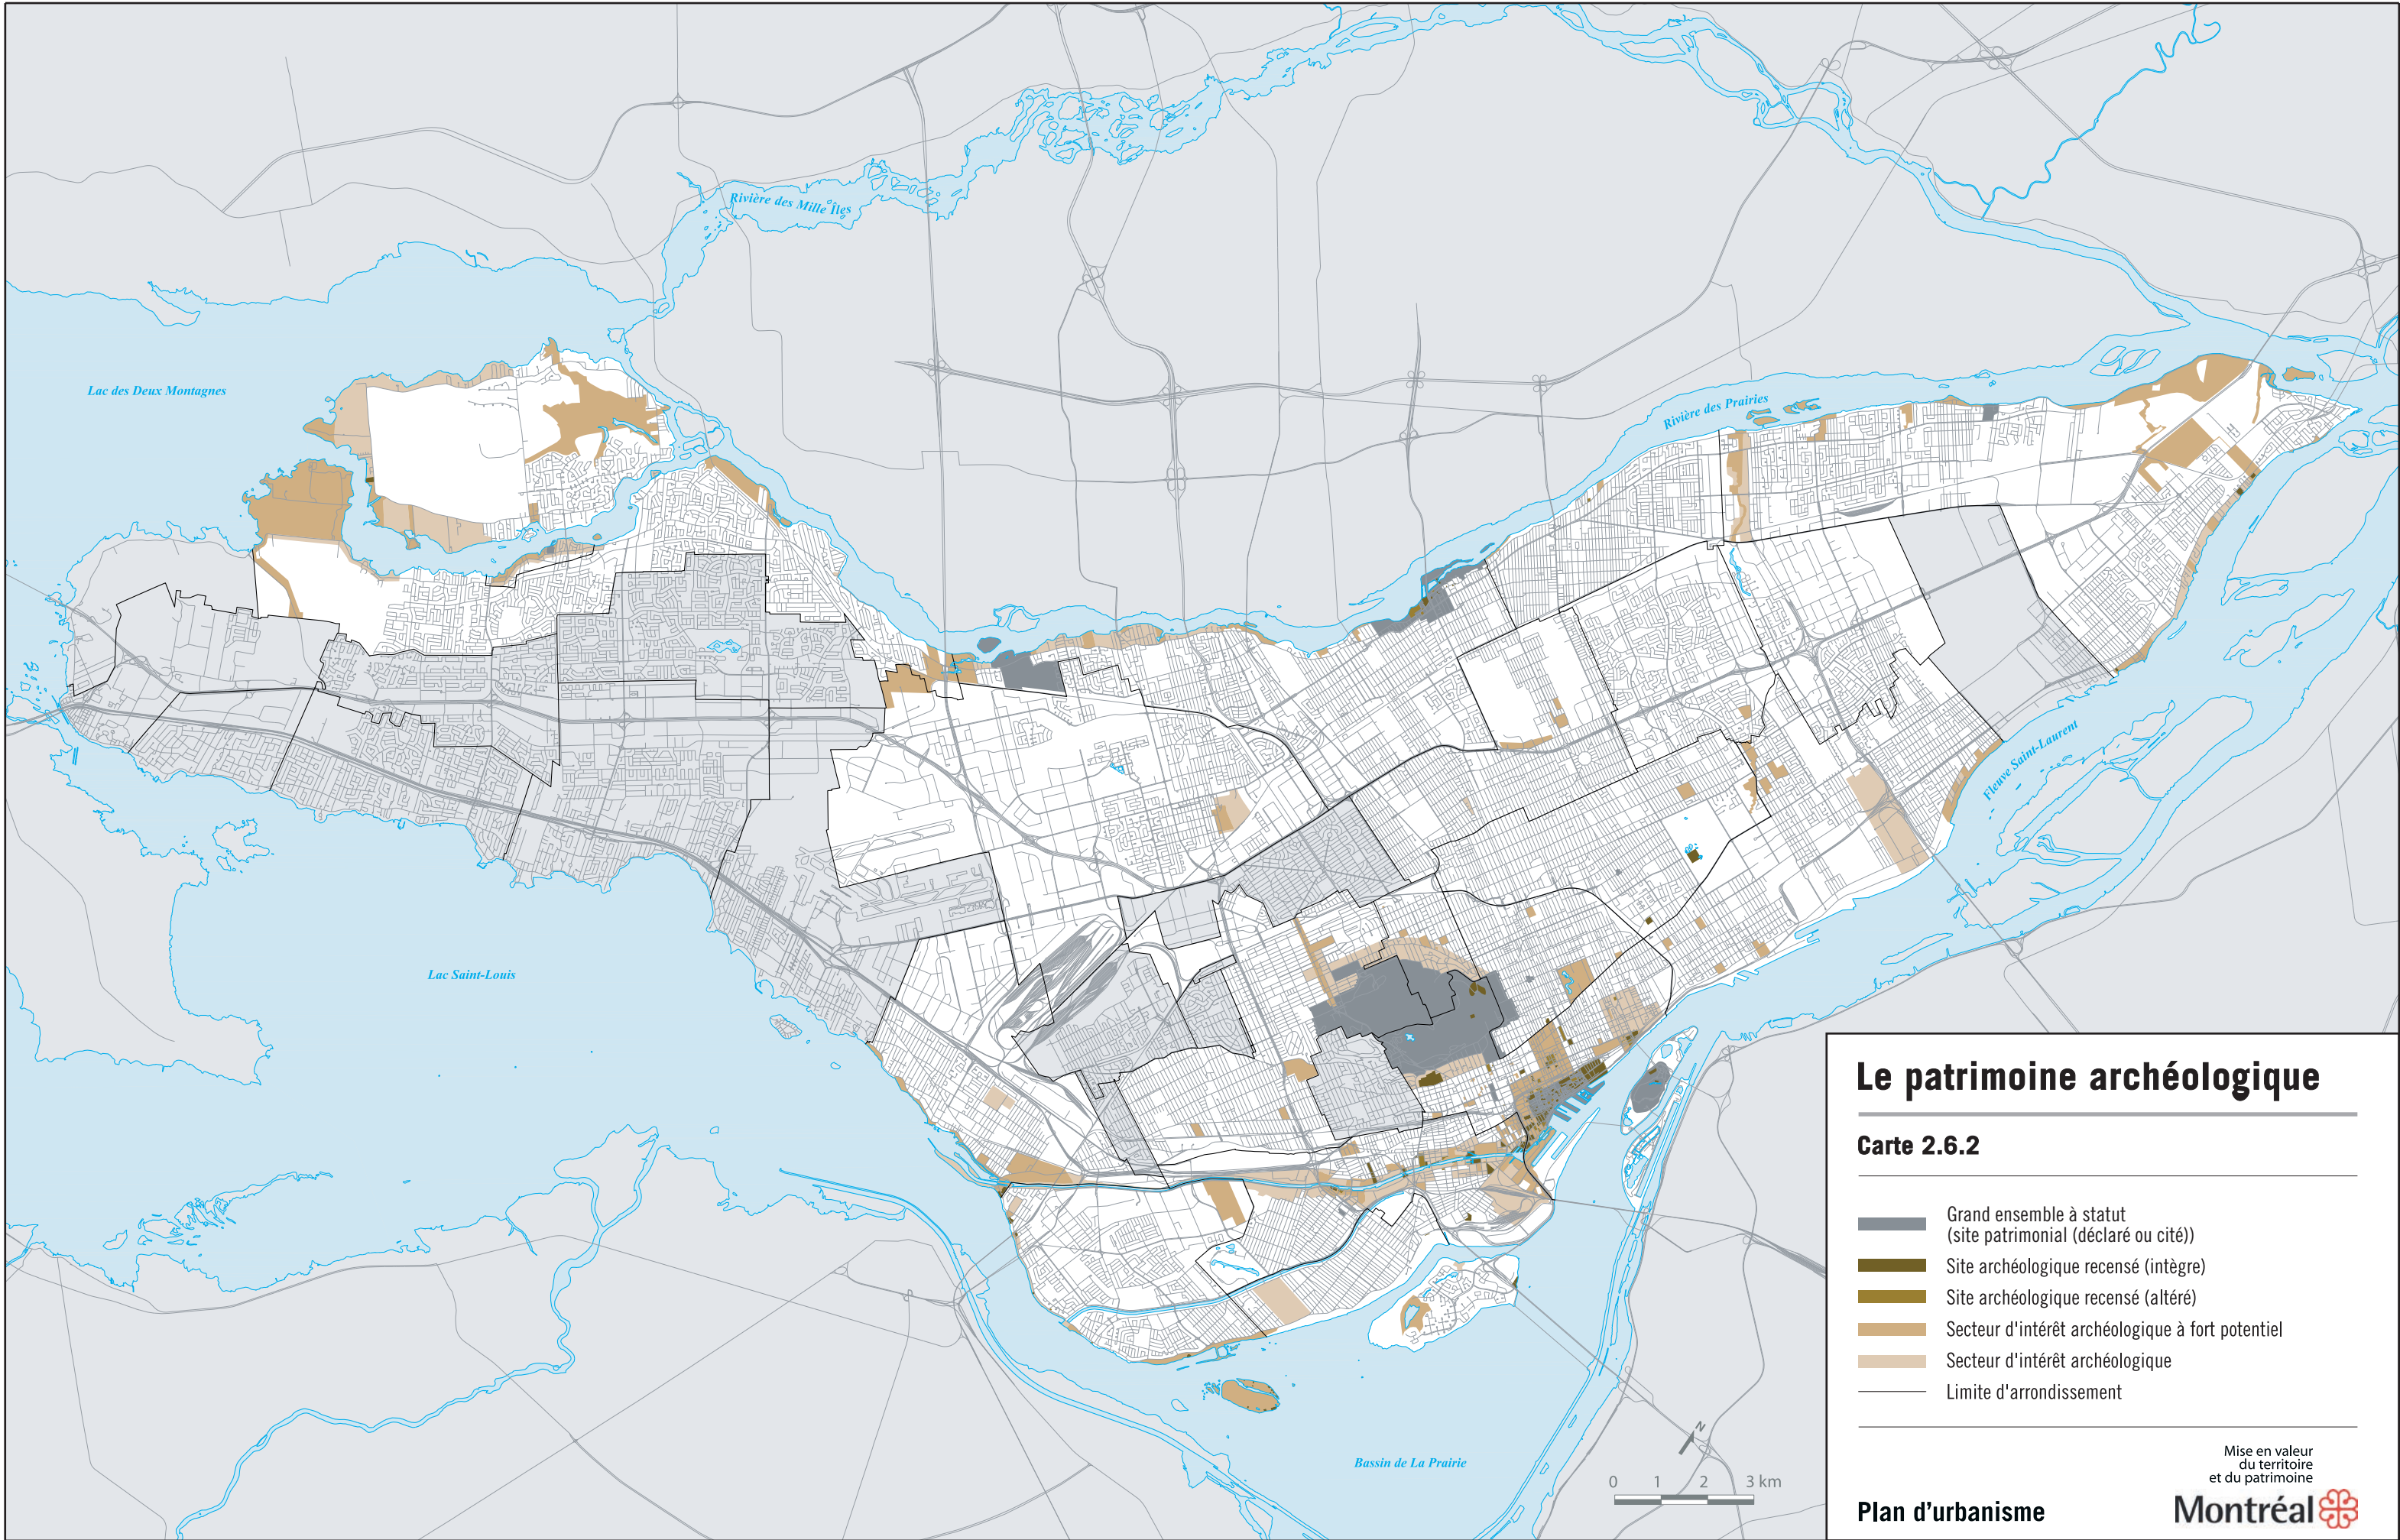 Rivière des Mille Îles
Lac des Deux Montagnes
Rivière des Prairies
Fleuve Saint-Laurent
Lac Saint-Louis
Bassin de La Prairie
N
0 1 2 3 km
Le patrimoine archéologique
Carte 2.6.2
Grand ensemble à statut
(site patrimonial (déclaré ou cité))
Site archéologique recensé (intègre)
Site archéologique recensé (altéré)
Secteur d'intérêt archéologique à fort potentiel
Secteur d'intérêt archéologique
Limite d'arrondissement
Mise en valeur
du territoire
et du patrimoine
Plan d'urbanisme
Montréal